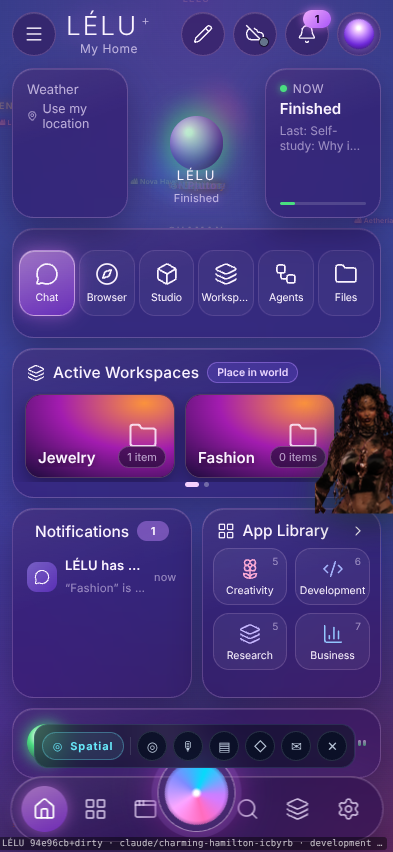 LÉLU +
My Home
1
Weather
Use my
location
LÉLU
Finished
NOW
Finished
Last: Self-
study: Why i...
Chat
Browser
Studio
Worksp...
Agents
Files
Active Workspaces
Place in world
Jewelry
1 item
Fashion
0 items
Notifications
1
LÉLU has ...
"Fashion" is ...
now
App Library
5
Creativity
6
Development
5
Research
7
Business
Spatial
"
LÉLU 94e96cb+dirty · claude/charming-hamilton-icbyrb · development …